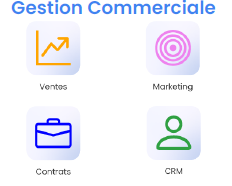 Gestion Commerciale
Ventes
Marketing
Contrats
CRM